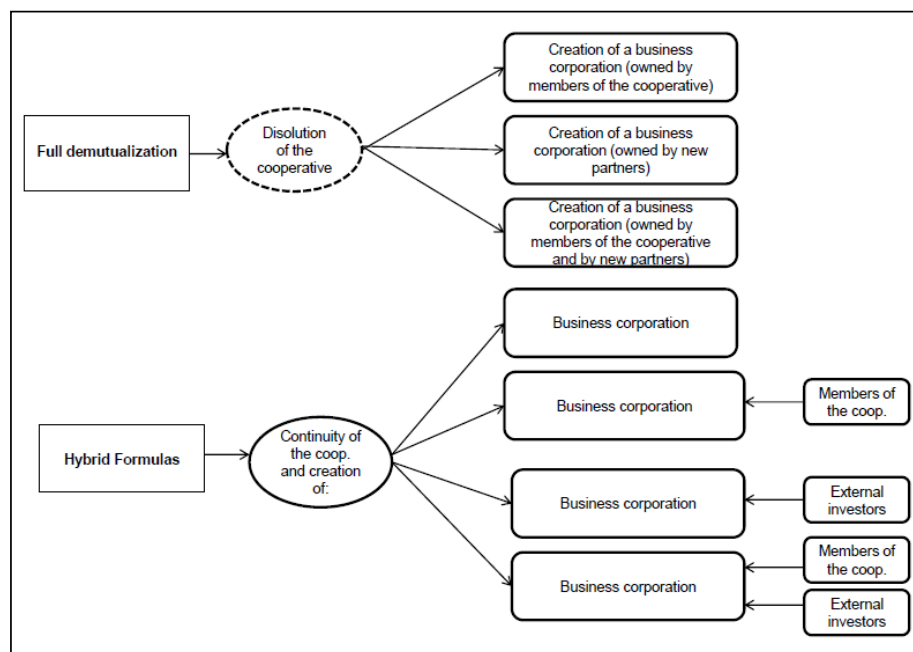 Full demutualization
Disolution
of the
cooperative
Creation of a business
corporation (owned by
members of the cooperative)
Creation of a business
corporation (owned by new
partners)
Creation of a business
corporation (owned by
members of the cooperative
and by new partners)
Hybrid Formulas
Continuity of
the coop.
and creation
of:
Business corporation
Business corporation
Members of
the coop.
Business corporation
External
investors
Business corporation
Members of
the coop.
External
investors